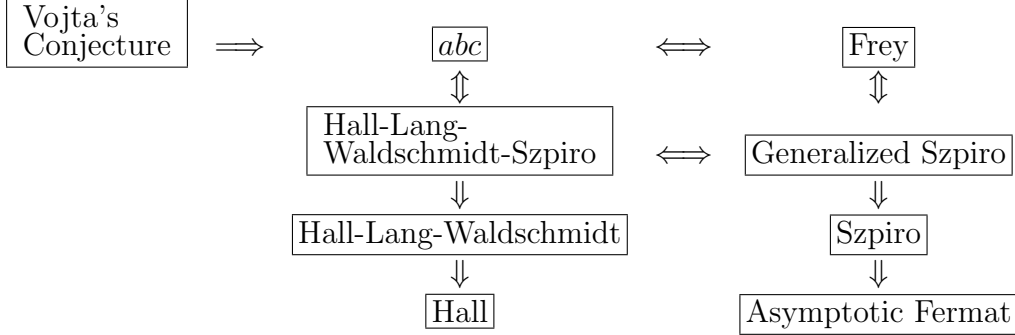 Vojta's
Conjecture ⟹ abc ⟺ Frey
⇕ ⇕
Hall-Lang-
Waldschmidt-Szpiro ⟺ Generalized Szpiro
⇓ ⇓
Hall-Lang-Waldschmidt Szpiro
⇓ ⇓
Hall Asymptotic Fermat